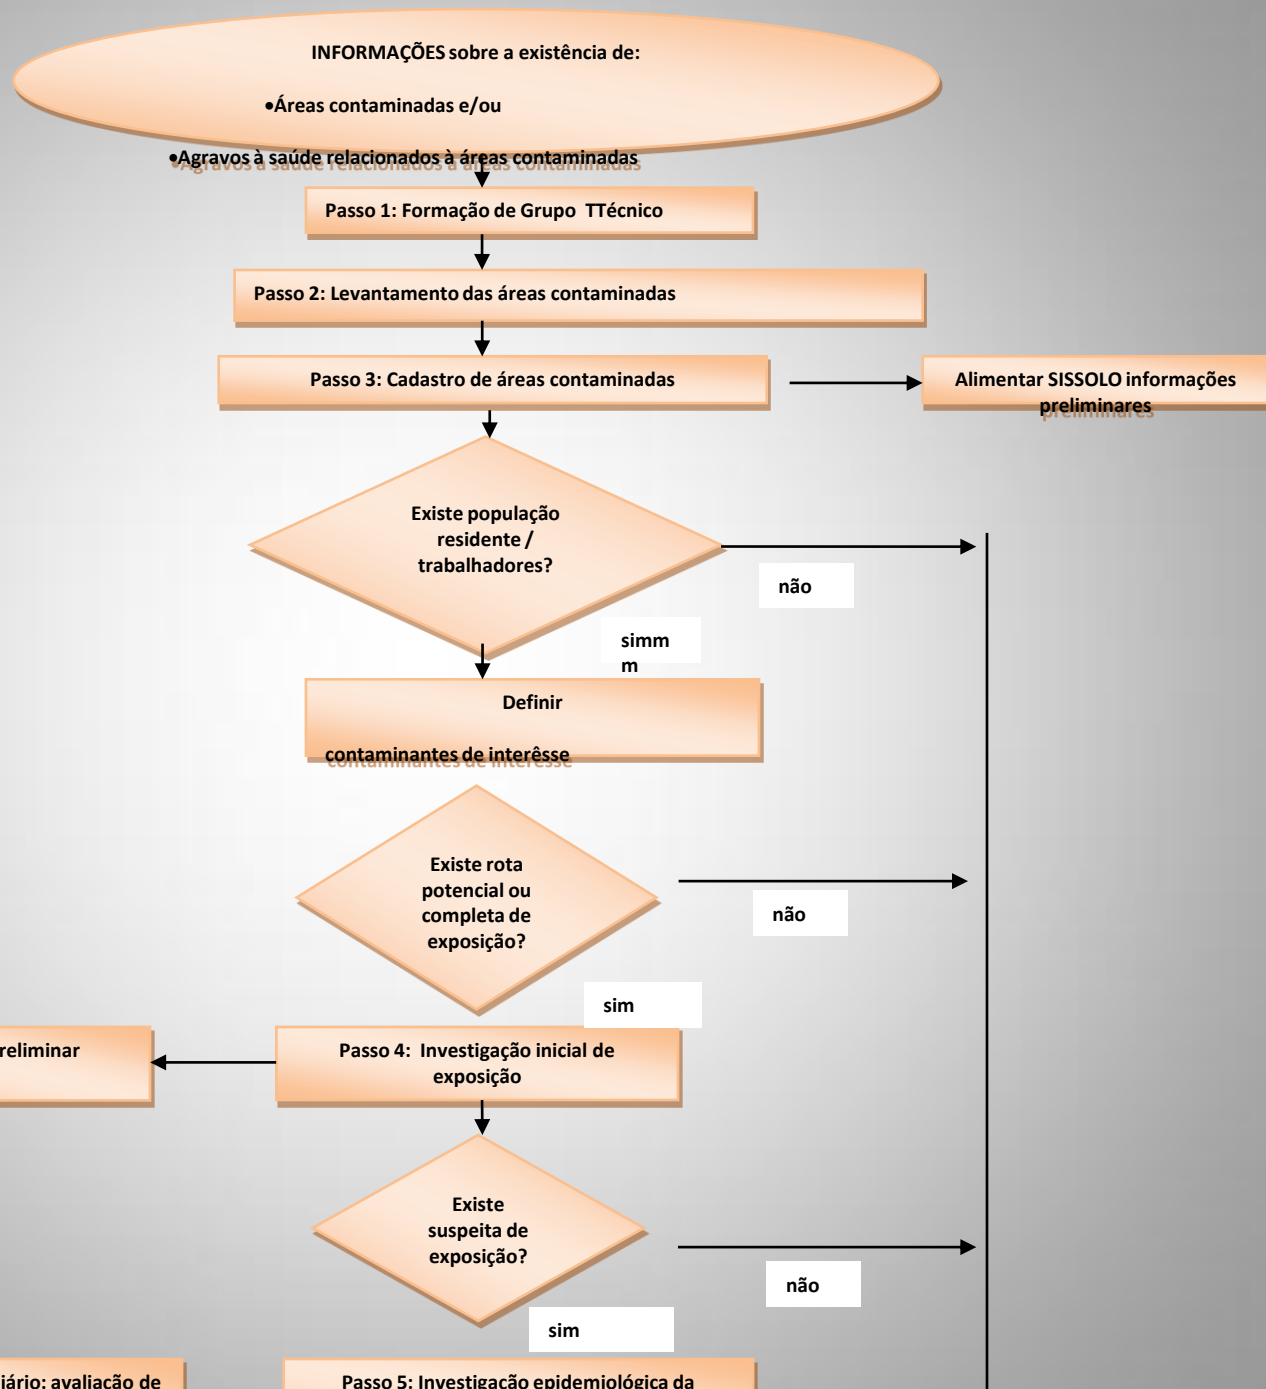 INFORMAÇÕES sobre a existência de:
•Áreas contaminadas e/ou
•Agravos à saúde relacionados à áreas contaminadas
Passo 1: Formação de Grupo TTécnico
Passo 2: Levantamento das áreas contaminadas
Passo 3: Cadastro de áreas contaminadas
Alimentar SISSOLO informações
preliminares
Existe população
residente /
trabalhadores?
não
simm
m
Definir
contaminantes de interêsse
Existe rota
potencial ou
completa de
exposição?
não
sim
reliminar
Passo 4: Investigação inicial de
exposição
Existe
suspeita de
exposição?
não
sim
iário: avaliação de
Passo 5: Investigação epidemiológica da